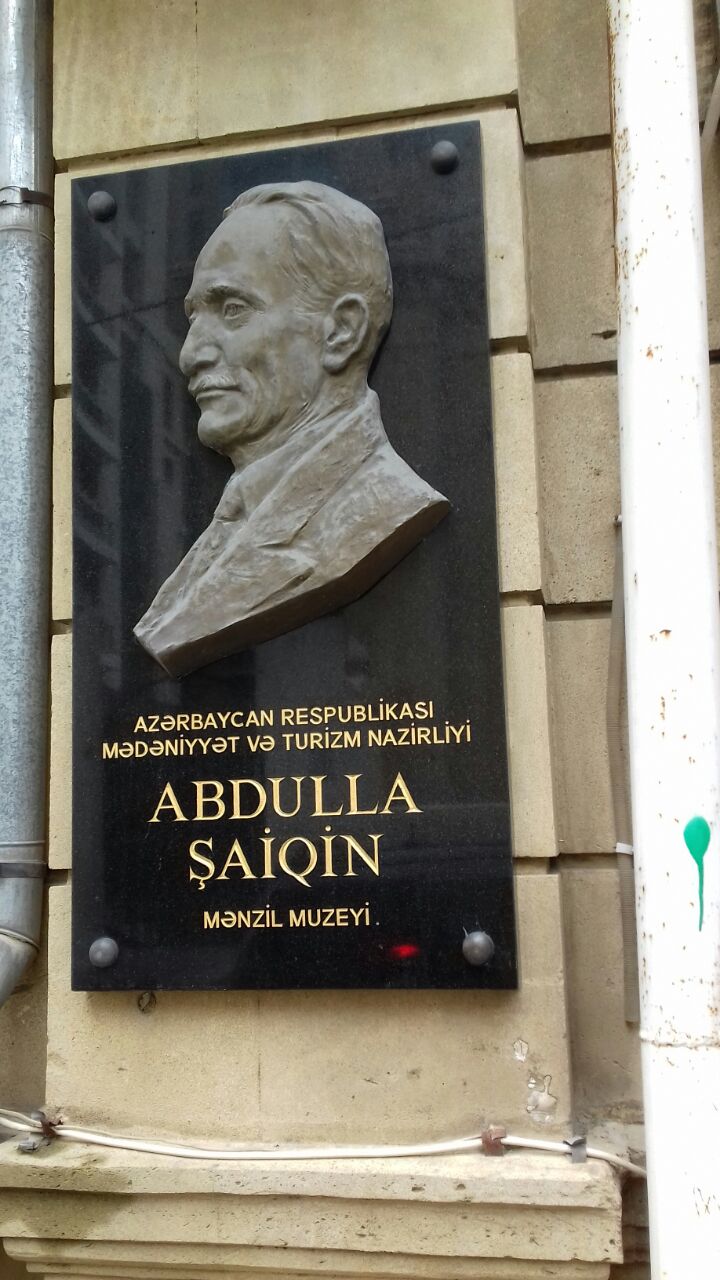 AZƏRBAYCAN RESPUBLİKASI
MƏDƏNİYYƏT VƏ TURİZM NAZİRLİYİ
ABDULLA
ŞAİQİN
MƏNZİL MUZEYİ